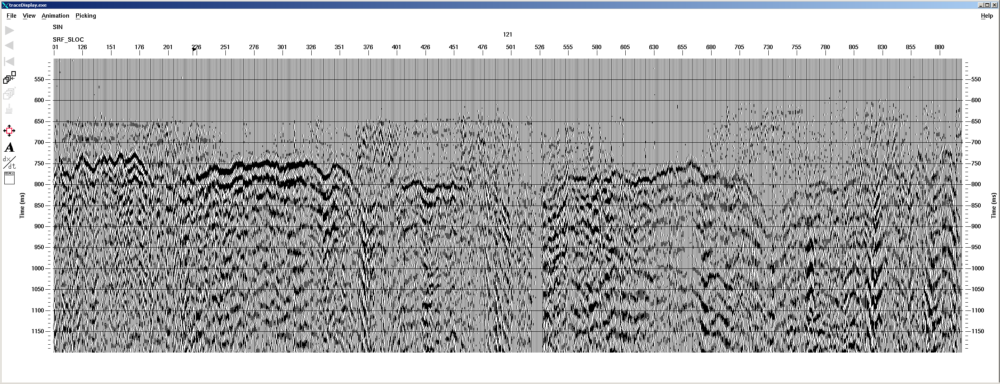 traceDisplay.exe
File View Animation Picking Help
SIN
121
SRF_SLOC
01 126 151 176 201 226 251 276 301 326 351 376 401 426 451 476 501 526 555 580 605 630 655 680 705 730 755 780 805 830 855 880
550 550
600 600
650 650
700 700
A
750 750
dx/dt
max
800 800
Time (ms) Time (ms)
850 850
900 900
950 950
1000 1000
1050 1050
1100 1100
1150 1150